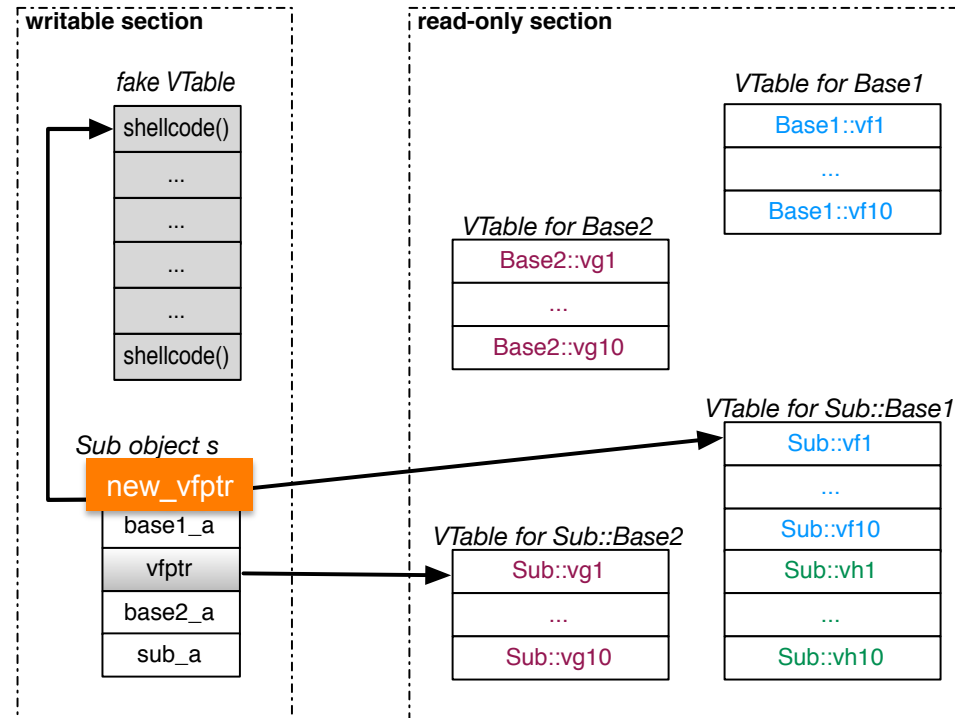 writable section
fake VTable
shellcode()
...
...
...
...
shellcode()
Sub object s
new_vfptr
base1_a
vfptr
base2_a
sub_a
read-only section
VTable for Base1
Base1::vf1
...
Base1::vf10
VTable for Base2
Base2::vg1
...
Base2::vg10
VTable for Sub::Base1
Sub::vf1
...
Sub::vf10
Sub::vh1
...
Sub::vh10
VTable for Sub::Base2
Sub::vg1
...
Sub::vg10